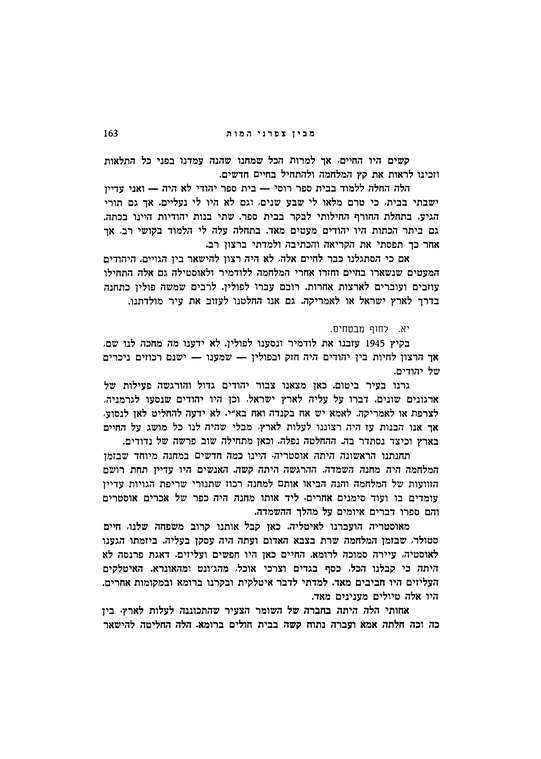 מבין צפרני המות 163
קשים היו החיים, אך למרות הכל שמחנו שהנה עמדנו בפני כל התלאות
וזכינו לראות את קץ המלחמה ולהתחיל בחיים חדשים.
הלה החלה ללמוד בבית ספר רוסי — בית ספר יהודי לא היה — ואני עדיין
ישבתי בבית, כי טרם מלאו לי שבע שנים, וגם לא היו לי נעליים. אך גם תורי
הגיע. בתחלת החורף התילותי לבקר בבית ספר. שתי בנות יהודיות היינו בכתה.
גם ביתר הכתות היו יהודים מעטים מאד. בתחלה עלה לי הלמוד בקושי רב, אך
אחר כך תפסתי את הקריאה והכתיבה ולמדתי ברצון רב.
אם כי הסתגלנו כבר לחיים אלה, לא היה רצון להישאר בין הגויים. היהודים
המעטים שנשארו בחיים וחזרו אחרי המלחמה ללודמיר ולאוסטילה גם אלה התחילו
עוזבים ועוברים לארצות אחרות. רובם עברו לפולין. לרבים שמשה פולין כתחנה
בדרך לארץ ישראל או לאמריקה. גם אנו החלטנו לעזוב את עיר מולדתנו.
יא. לחוף מבטחים.
בקיץ 1945 עזבנו את לודמיר ונסענו לפולין. לא ידענו מה מחכה לנו שם,
אך הרצון לחיות בין יהודים היה חזק ובפולין — שמענו — ישנם רכוזים ניכרים
של יהודים.
גרנו בעיר ביטום. כאן מצאנו צבור יהודים גדול והורגשה פעילות של
ארגונים שונים. דברו על עליה לארץ ישראל, וכן היו יהודים שנסעו לגרמניה,
לצרפת או לאמריקה. לאמא יש אח בקנדה ואח בא״י. לא ידעה להחליט לאן לנסוע,
אך אנו הבנות עז היה רצוננו לעלות לארץ, מבלי שהיה לנו כל מושג על החיים
בארץ וכיצד נסתדר בה. ההחלטה נפלה. וכאן מתחילה שוב פרשה של נדודים.
תחנתנו הראשונה היתה אוסטריה. היינו כמה חדשים במחנה מיוחד שבזמן
המלחמה היה מחנה השמדה. ההרגשה היתה קשה. האנשים היו עדיין תחת רושם
הזוועות של המלחמה והנה הביאו אותם למחנה רכוז שתנורי שריפת הגויות עדיין
עומדים בו ועוד סימנים אחרים. ליד אותו מחנה היה כפר של אכרים אוסטרים
והם ספרו דברים איומים על מהלך ההשמדה.
מאוסטריה הועברנו לאיטליה. כאן קבל אותנו קרוב משפחה שלנו, חיים
סטולר, שבזמן המלחמה שרת בצבא האדום ועתה היה עסקן בעליה. ביזמתו הגענו
לאוסטיה, עיירה סמוכה לרומא. החיים כאן היו חפשים ועליזים. דאגת פרנסה לא
היתה כי קבלנו הכל, כסף בגדים וצרכי אוכל, מהג׳ונט ומהאונרא. האיטלקים
העליזים היו חביבים מאד. למדתי לדבר איטלקית ובקרנו ברומא ובמקומות אחרים.
היו אלה טיולים מענינים מאד.
אחותי הלה היתה בחברה של השומר הצעיר שהתכוננה לעלות לארץ. בין
כה וכה חלתה אמא ועברה נתוח קשה בבית חולים ברומא. הלה החליטה להישאר